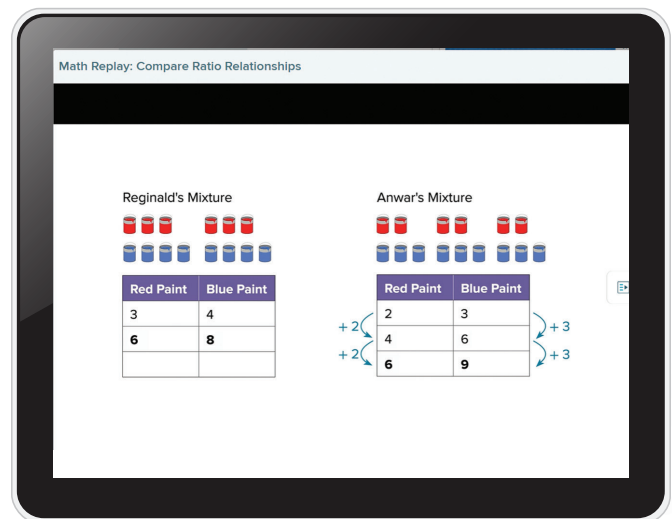 Math Replay: Compare Ratio Relationships
Reginald's Mixture
Red Paint Blue Paint
3 4
6 8
Anwar's Mixture
Red Paint Blue Paint
2 3
+ 2 + 3
4 6
+ 2 + 3
6 9